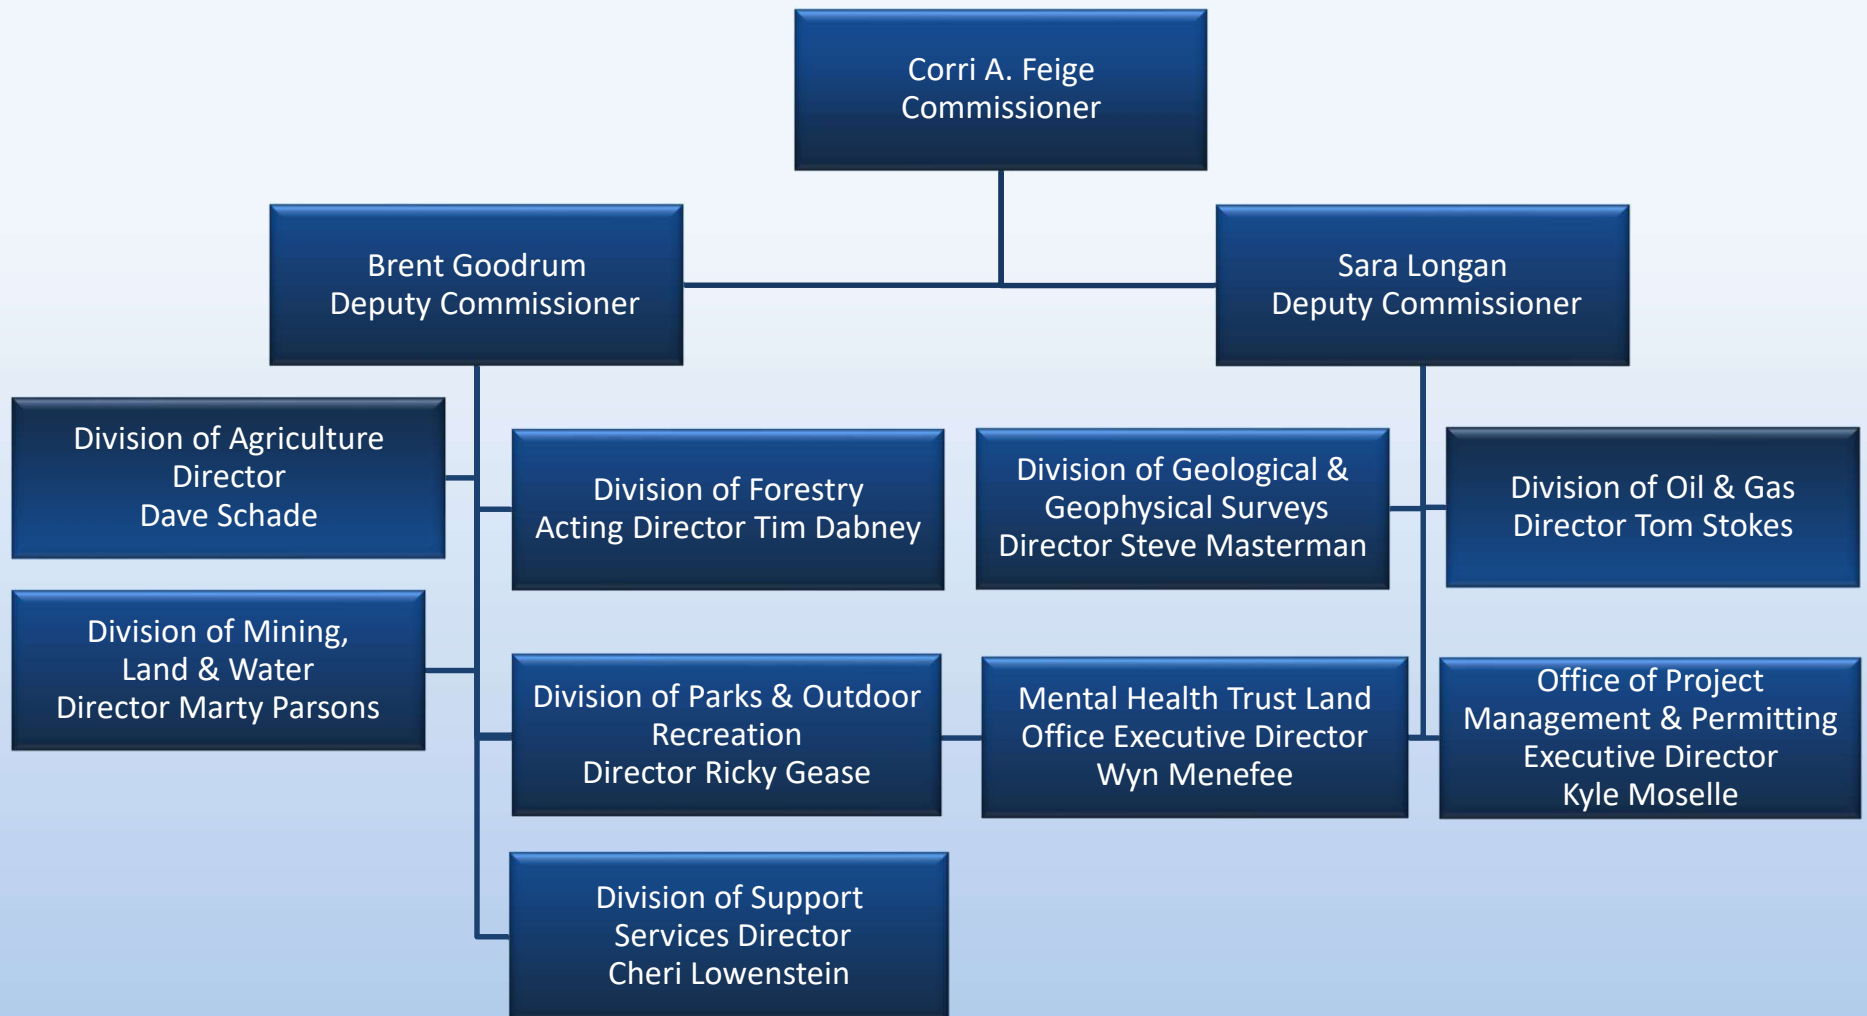 Corri A. Feige
Commissioner
Brent Goodrum
Deputy Commissioner
Sara Longan
Deputy Commissioner
Division of Agriculture
Director
Dave Schade
Division of Forestry
Acting Director Tim Dabney
Division of Geological &
Geophysical Surveys
Director Steve Masterman
Division of Oil & Gas
Director Tom Stokes
Division of Mining,
Land & Water
Director Marty Parsons
Division of Parks & Outdoor
Recreation
Director Ricky Gease
Mental Health Trust Land
Office Executive Director
Wyn Menefee
Office of Project
Management & Permitting
Executive Director
Kyle Moselle
Division of Support
Services Director
Cheri Lowenstein